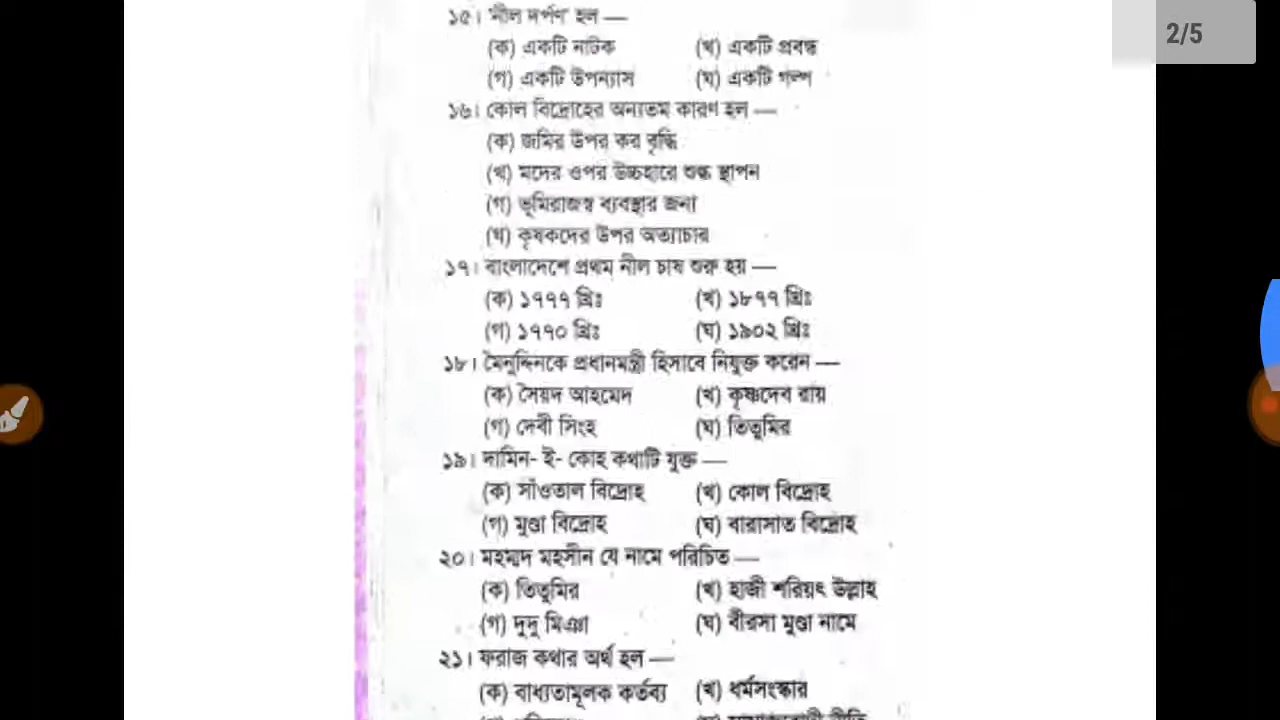 2/5
১৫। নীল দর্পণ হল —
(ক) একটি নাটক (খ) একটি প্রবন্ধ
(গ) একটি উপন্যাস (ঘ) একটি গল্প
১৬। কোল বিদ্রোহের অন্যতম কারণ হল —
(ক) জমির উপর কর বৃদ্ধি
(খ) মদের ওপর উচ্চহারে শুল্ক স্থাপন
(গ) ভূমিরাজস্ব ব্যবস্থার জন্য
(ঘ) কৃষকদের উপর অত্যাচার
১৭। বাংলাদেশে প্রথম নীল চাষ শুরু হয় —
(ক) ১৭৭৭ খ্রিঃ (খ) ১৮৭৭ খ্রিঃ
(গ) ১৭৭০ খ্রিঃ (ঘ) ১৯০২ খ্রিঃ
১৮। মৈনুদ্দিনকে প্রধানমন্ত্রী হিসাবে নিযুক্ত করেন —
(ক) সৈয়দ আহমেদ (খ) কৃষ্ণদেব রায়
(গ) দেবী সিংহ (ঘ) তিতুমির
১৯। দামিন- ই- কোহ কথাটি যুক্ত —
(ক) সাঁওতাল বিদ্রোহ (খ) কোল বিদ্রোহ
(গ) মুণ্ডা বিদ্রোহ (ঘ) বারাসাত বিদ্রোহ
২০। মহম্মদ মহসীন যে নামে পরিচিত —
(ক) তিতুমির (খ) হাজী শরিয়ৎ উল্লাহ
(গ) দুদু মিঞা (ঘ) বীরসা মুণ্ডা নামে
২১। ফরাজ কথার অর্থ হল —
(ক) বাধ্যতামূলক কর্তব্য (খ) ধর্মসংস্কার